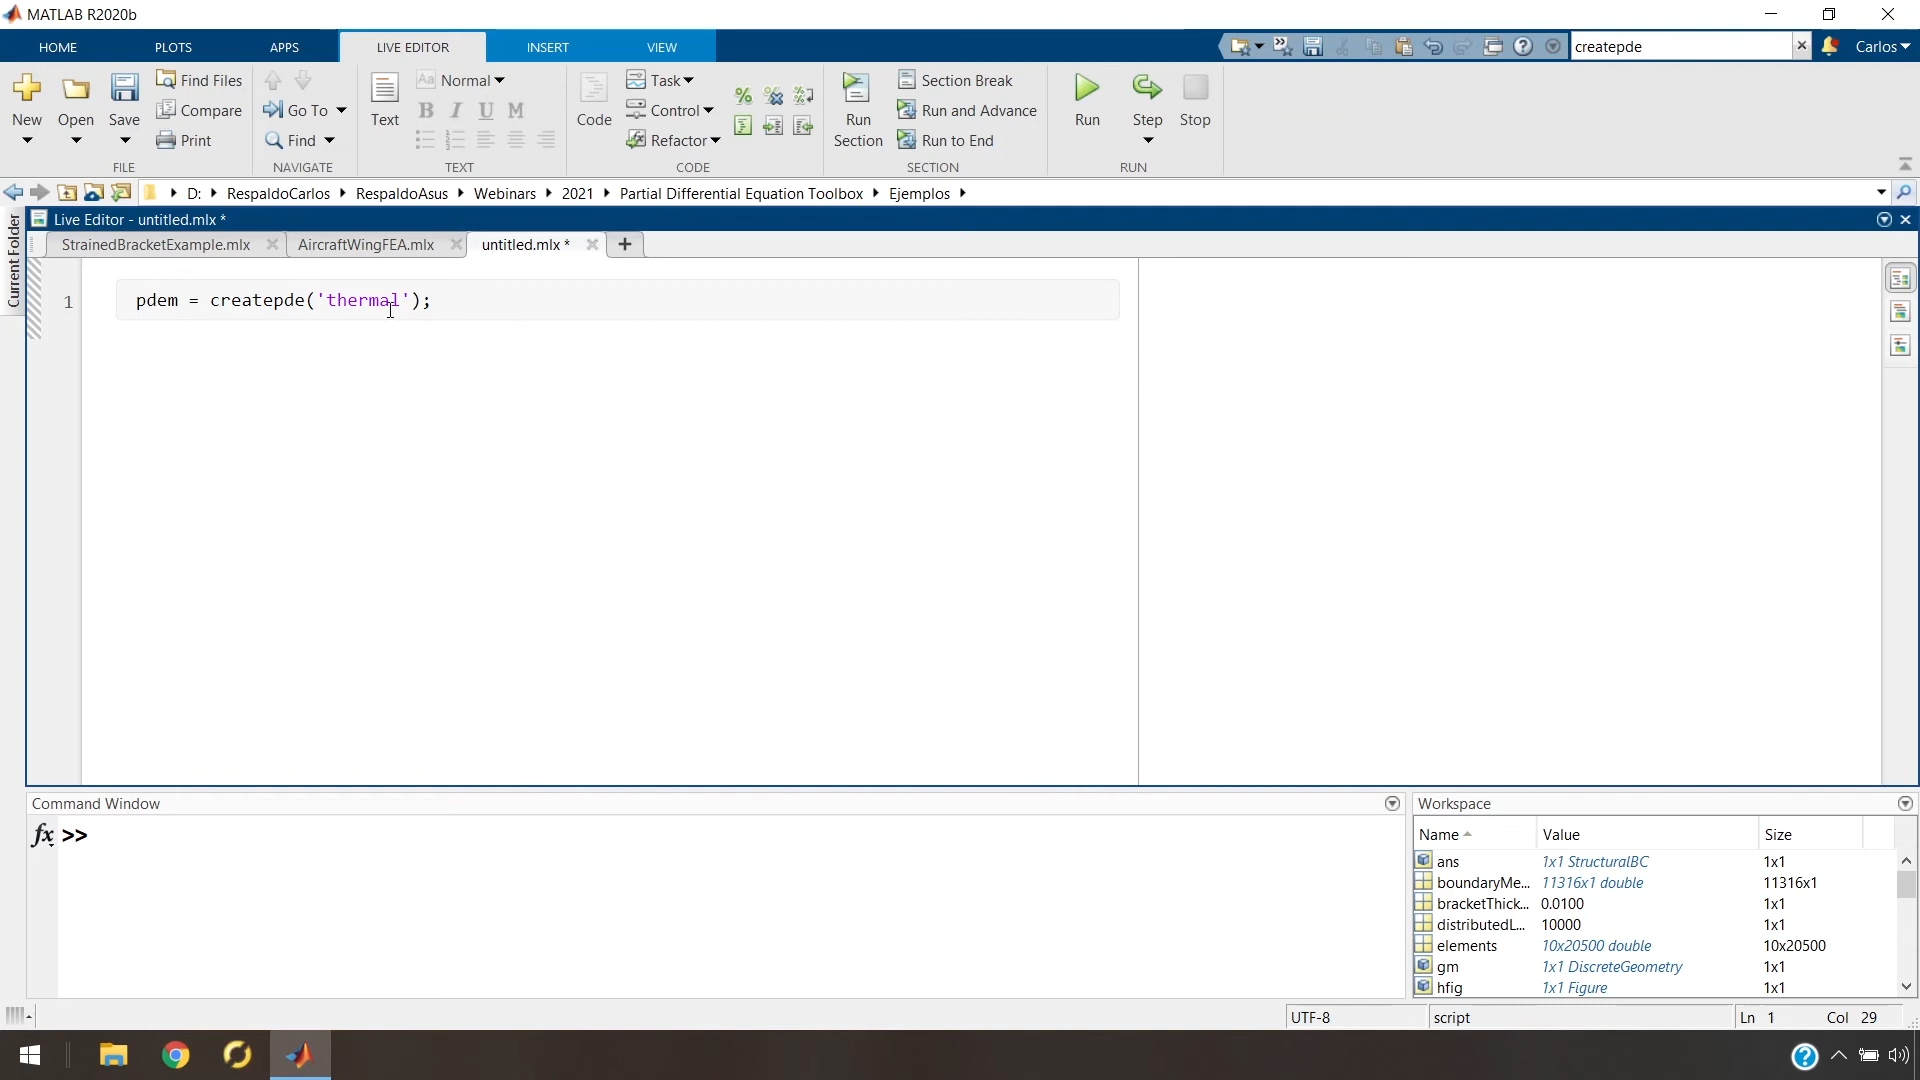 MATLAB R2020b
HOME PLOTS APPS LIVE EDITOR INSERT VIEW createpde Carlos
New Open Save Find Files Compare Print FILE
Go To Find NAVIGATE
Text Aa Normal B I U M TEXT
Code Task Control Refactor CODE
Run Section Section Break Run and Advance Run to End SECTION
Run Step Stop RUN
D: RespaldoCarlos RespaldoAsus Webinars 2021 Partial Differential Equation Toolbox Ejemplos
Current Folder
Live Editor - untitled.mlx *
StrainedBracketExample.mlx AircraftWingFEA.mlx untitled.mlx * +
1 pdem = createpde('thermal');
Command Window
fx >>
Workspace
Name Value Size
ans 1x1 StructuralBC 1x1
boundaryMe... 11316x1 double 11316x1
bracketThick... 0.0100 1x1
distributedL... 10000 1x1
elements 10x20500 double 10x20500
gm 1x1 DiscreteGeometry 1x1
hfig 1x1 Figure 1x1
UTF-8 script Ln 1 Col 29